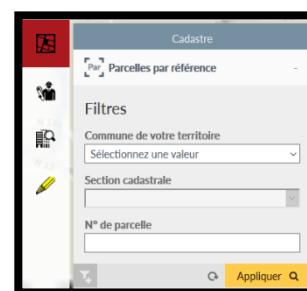 Cadastre
Par Parcelles par référence -
Filtres
Commune de votre territoire
Sélectionnez une valeur
Section cadastrale
N° de parcelle
Appliquer